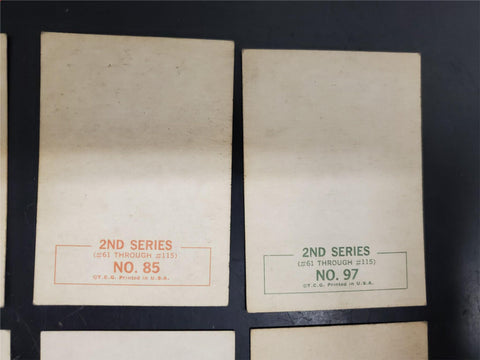 2ND SERIES
(#61 THROUGH #115)
NO. 85
©T.C.G. Printed in U.S.A.
2ND SERIES
(#61 THROUGH #115)
NO. 97
©T.C.G. Printed in U.S.A.